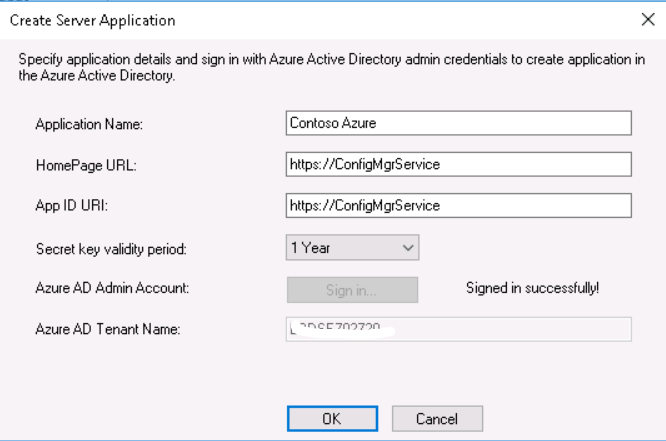 Create Server Application
Specify application details and sign in with Azure Active Directory admin credentials to create application in
the Azure Active Directory.
Application Name:
Contoso Azure
HomePage URL:
https://ConfigMgrService
App ID URI:
https://ConfigMgrService
Secret key validity period:
1 Year
Azure AD Admin Account:
Sign in...
Signed in successfully!
Azure AD Tenant Name:
OK
Cancel